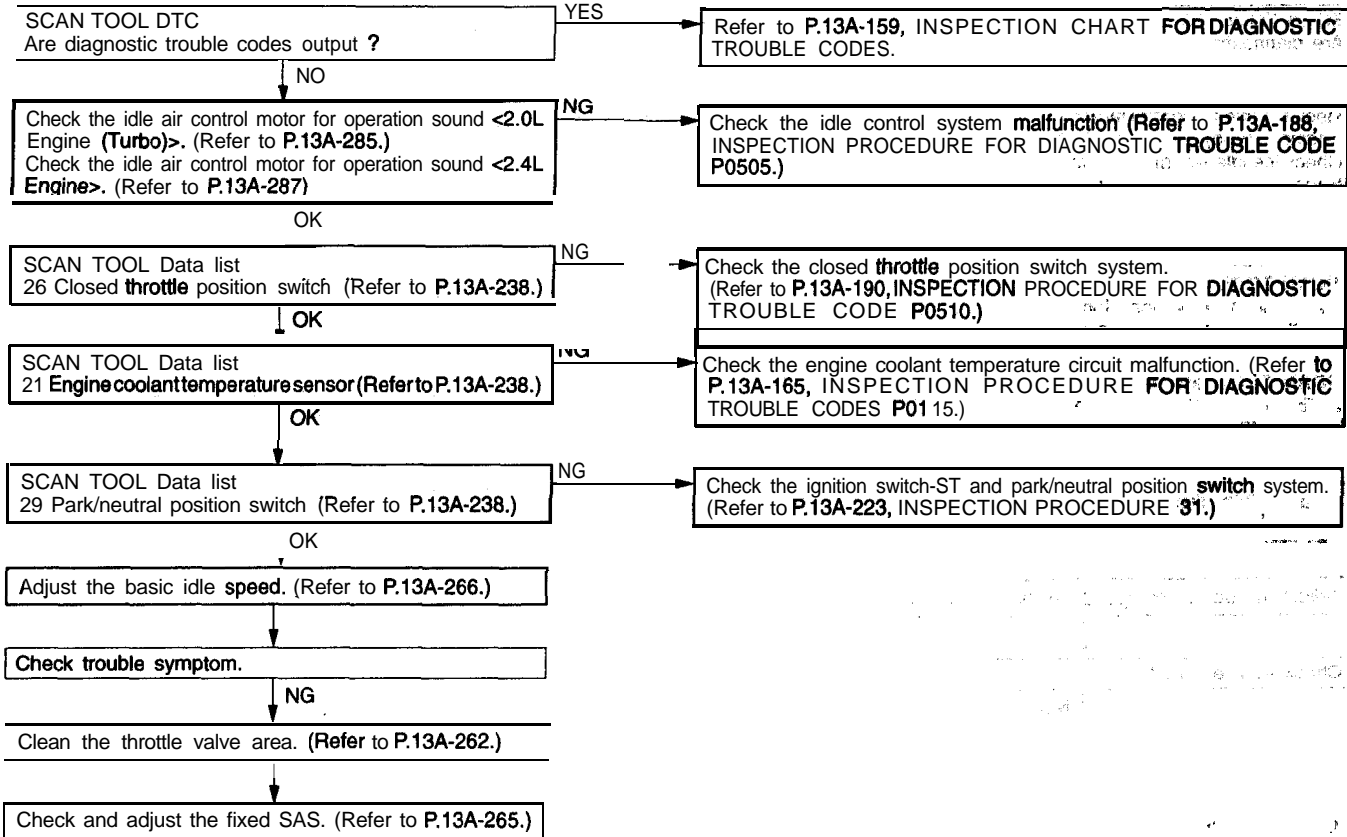 SCAN TOOL DTC
Are diagnostic trouble codes output ?
YES
Refer to P.13A-159, INSPECTION CHART FOR DIAGNOSTIC
TROUBLE CODES.
NO
Check the idle air control motor for operation sound <2.0L
Engine (Turbo)>. (Refer to P.13A-285.)
Check the idle air control motor for operation sound <2.4L
Engine>. (Refer to P.13A-287)
NG
Check the idle control system malfunction (Refer to P.13A-188,
INSPECTION PROCEDURE FOR DIAGNOSTIC TROUBLE CODE
P0505.)
OK
SCAN TOOL Data list
26 Closed throttle position switch (Refer to P.13A-238.)
NG
Check the closed throttle position switch system.
(Refer to P.13A-190, INSPECTION PROCEDURE FOR DIAGNOSTIC
TROUBLE CODE P0510.)
OK
SCAN TOOL Data list
21 Engine coolant temperature sensor (Refer to P.13A-238.)
NG
Check the engine coolant temperature circuit malfunction. (Refer to
P.13A-165, INSPECTION PROCEDURE FOR DIAGNOSTIC
TROUBLE CODES P0115.)
OK
SCAN TOOL Data list
29 Park/neutral position switch (Refer to P.13A-238.)
NG
Check the ignition switch-ST and park/neutral position switch system.
(Refer to P.13A-223, INSPECTION PROCEDURE 31.)
OK
Adjust the basic idle speed. (Refer to P.13A-266.)
Check trouble symptom.
NG
Clean the throttle valve area. (Refer to P.13A-262.)
Check and adjust the fixed SAS. (Refer to P.13A-265.)